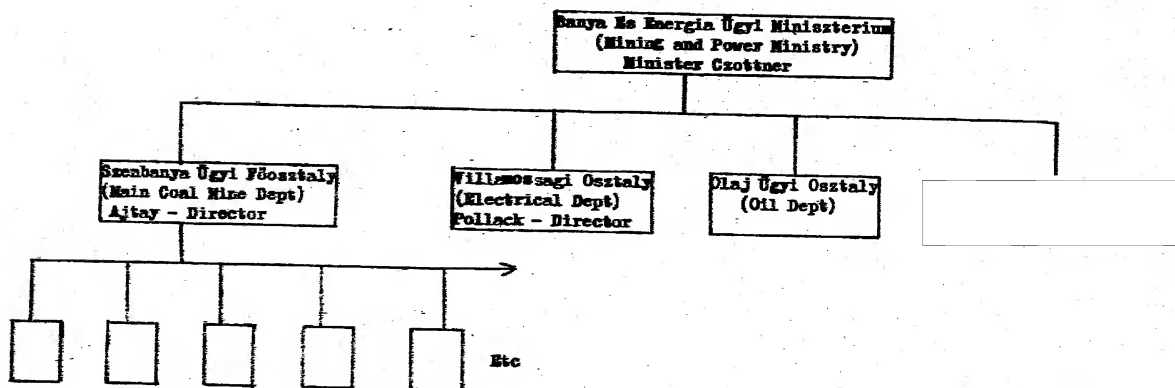 Banya Es Energia Ügyi Miniszterium
(Mining and Power Ministry)
Minister Czottner
Szenbanya Ügyi Föosztaly
(Main Coal Mine Dept)
Ajtay - Director
Villamossagi Osztaly
(Electrical Dept)
Pollack - Director
Olaj Ügyi Osztaly
(Oil Dept)
Etc